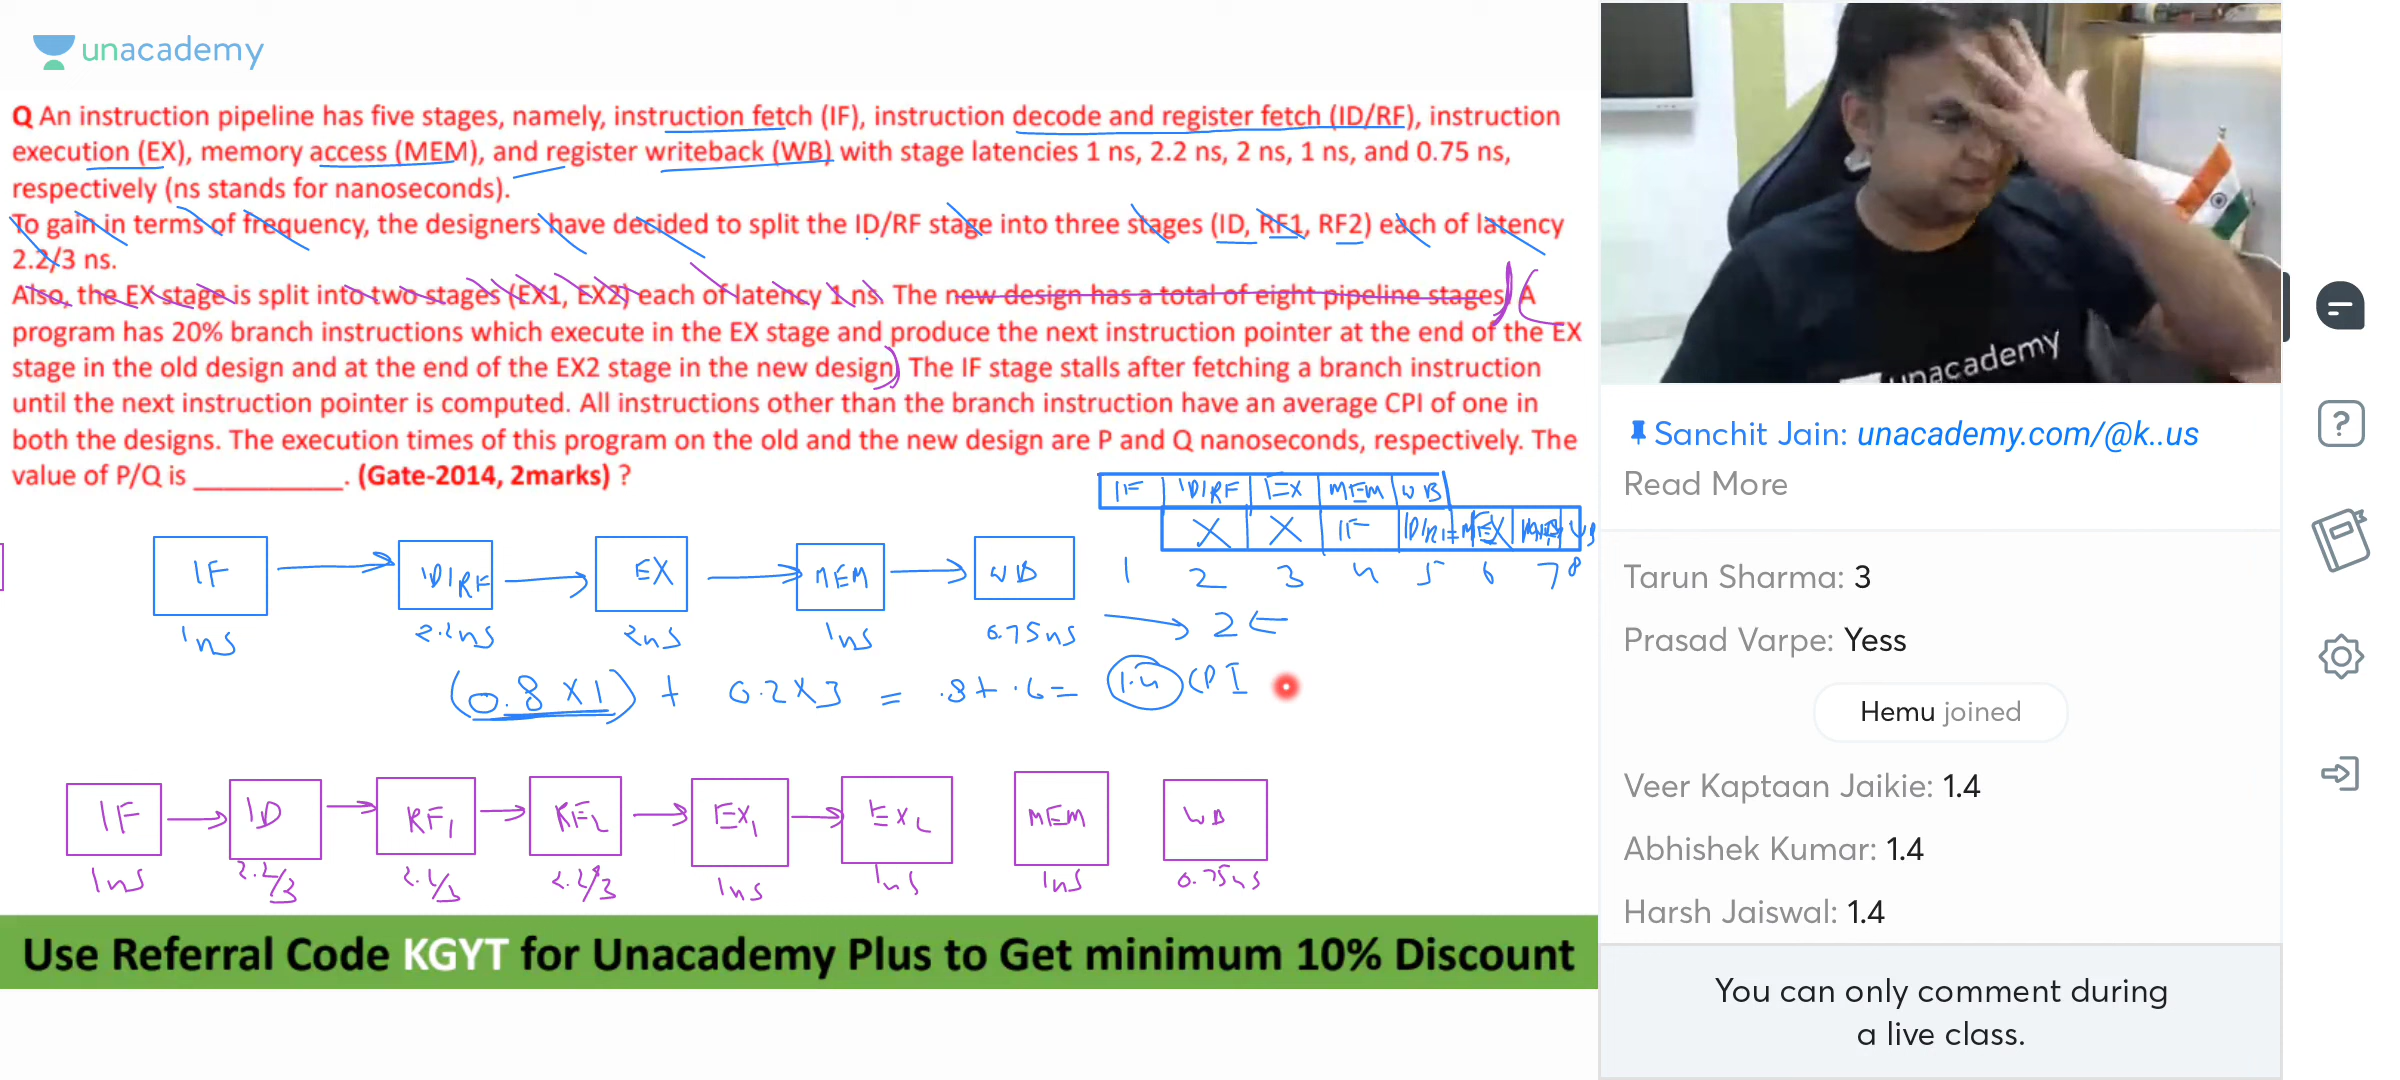 unacademy
Q An instruction pipeline has five stages, namely, instruction fetch (IF), instruction decode and register fetch (ID/RF), instruction
execution (EX), memory access (MEM), and register writeback (WB) with stage latencies 1 ns, 2.2 ns, 2 ns, 1 ns, and 0.75 ns,
respectively (ns stands for nanoseconds).
To gain in terms of frequency, the designers have decided to split the ID/RF stage into three stages (ID, RF1, RF2) each of latency
2.2/3 ns.
Also, the EX stage is split into two stages (EX1, EX2) each of latency 1 ns. The new design has a total of eight pipeline stages. A
program has 20% branch instructions which execute in the EX stage and produce the next instruction pointer at the end of the EX
stage in the old design and at the end of the EX2 stage in the new design. The IF stage stalls after fetching a branch instruction
until the next instruction pointer is computed. All instructions other than the branch instruction have an average CPI of one in
both the designs. The execution times of this program on the old and the new design are P and Q nanoseconds, respectively. The
value of P/Q is __________. (Gate-2014, 2marks) ?
IF ID/RF EX MEM WB
X X IF
1 2 3 4 5 6 7 8
IF ID/RF EX MEM WB
1ns 2.2ns 2ns 1ns 0.75ns
2
(0.8 X 1) + 0.2 X 3 = .8 + .6 = 1.4 CPI
IF ID RF1 RF2 EX1 EX2 MEM WB
1ns 2.2/3 2.2/3 2.2/3 1ns 1ns 1ns 0.75ns
Use Referral Code KGYT for Unacademy Plus to Get minimum 10% Discount
unacademy
Sanchit Jain: unacademy.com/@k..us
Read More
Tarun Sharma: 3
Prasad Varpe: Yess
Hemu joined
Veer Kaptaan Jaikie: 1.4
Abhishek Kumar: 1.4
Harsh Jaiswal: 1.4
You can only comment during
a live class.